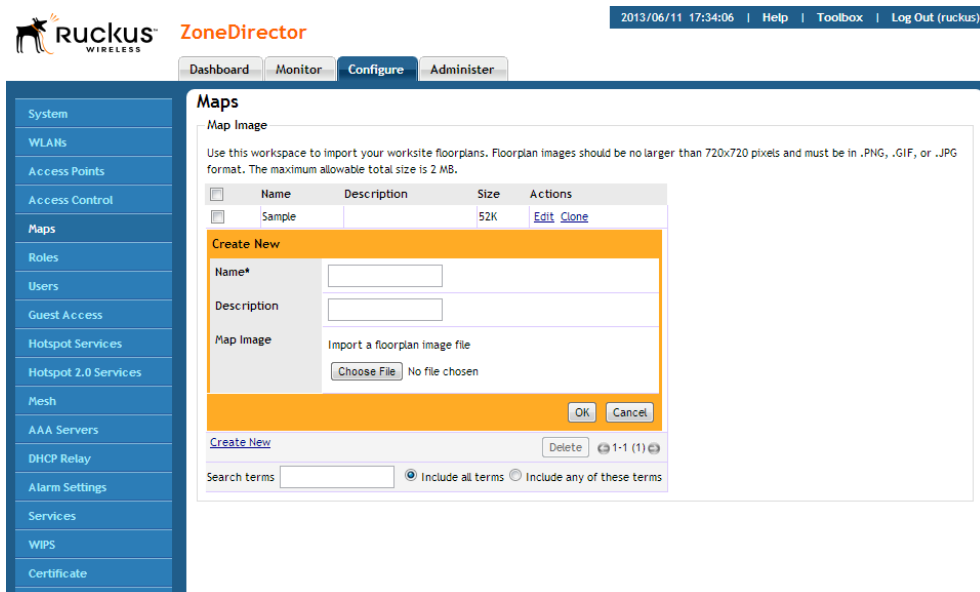 2013/06/11 17:34:06 | Help | Toolbox | Log Out (ruckus)
RUCKUS WIRELESS
ZoneDirector
Dashboard Monitor Configure Administer
System
WLANs
Access Points
Access Control
Maps
Roles
Users
Guest Access
Hotspot Services
Hotspot 2.0 Services
Mesh
AAA Servers
DHCP Relay
Alarm Settings
Services
WIPS
Certificate
Maps
Map Image
Use this workspace to import your worksite floorplans. Floorplan images should be no larger than 720x720 pixels and must be in .PNG, .GIF, or .JPG
format. The maximum allowable total size is 2 MB.
Name Description Size Actions
Sample 52K Edit Clone
Create New
Name*
Description
Map Image Import a floorplan image file
Choose File No file chosen
OK Cancel
Create New Delete 1-1 (1)
Search terms Include all terms Include any of these terms